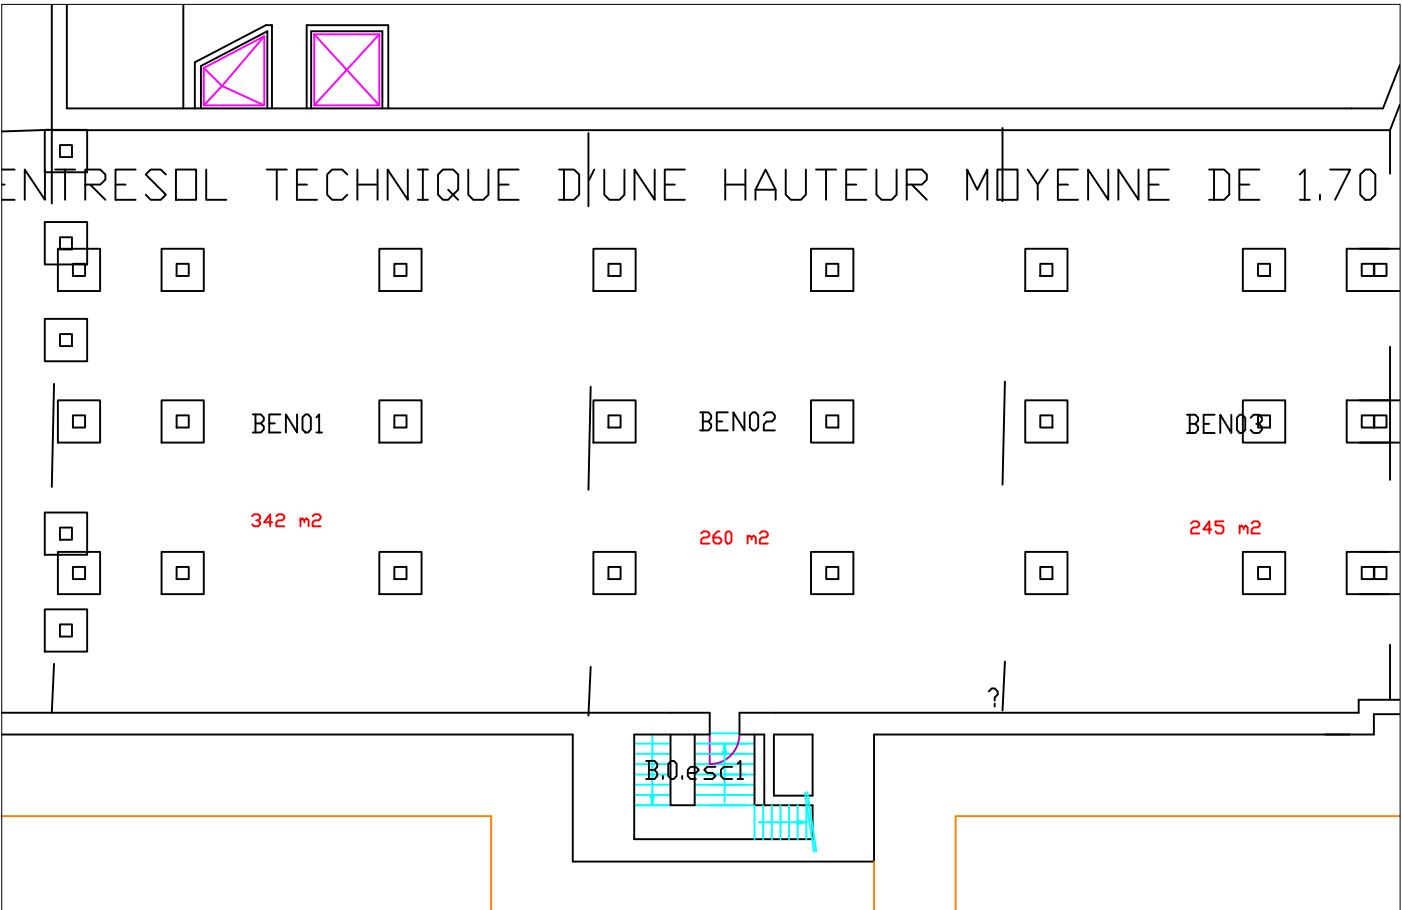 ENTRESOL TECHNIQUE D'UNE HAUTEUR MOYENNE DE 1.70
BEN01
BEN02
BEN03
342 m2
260 m2
245 m2
?
B.0.esc1